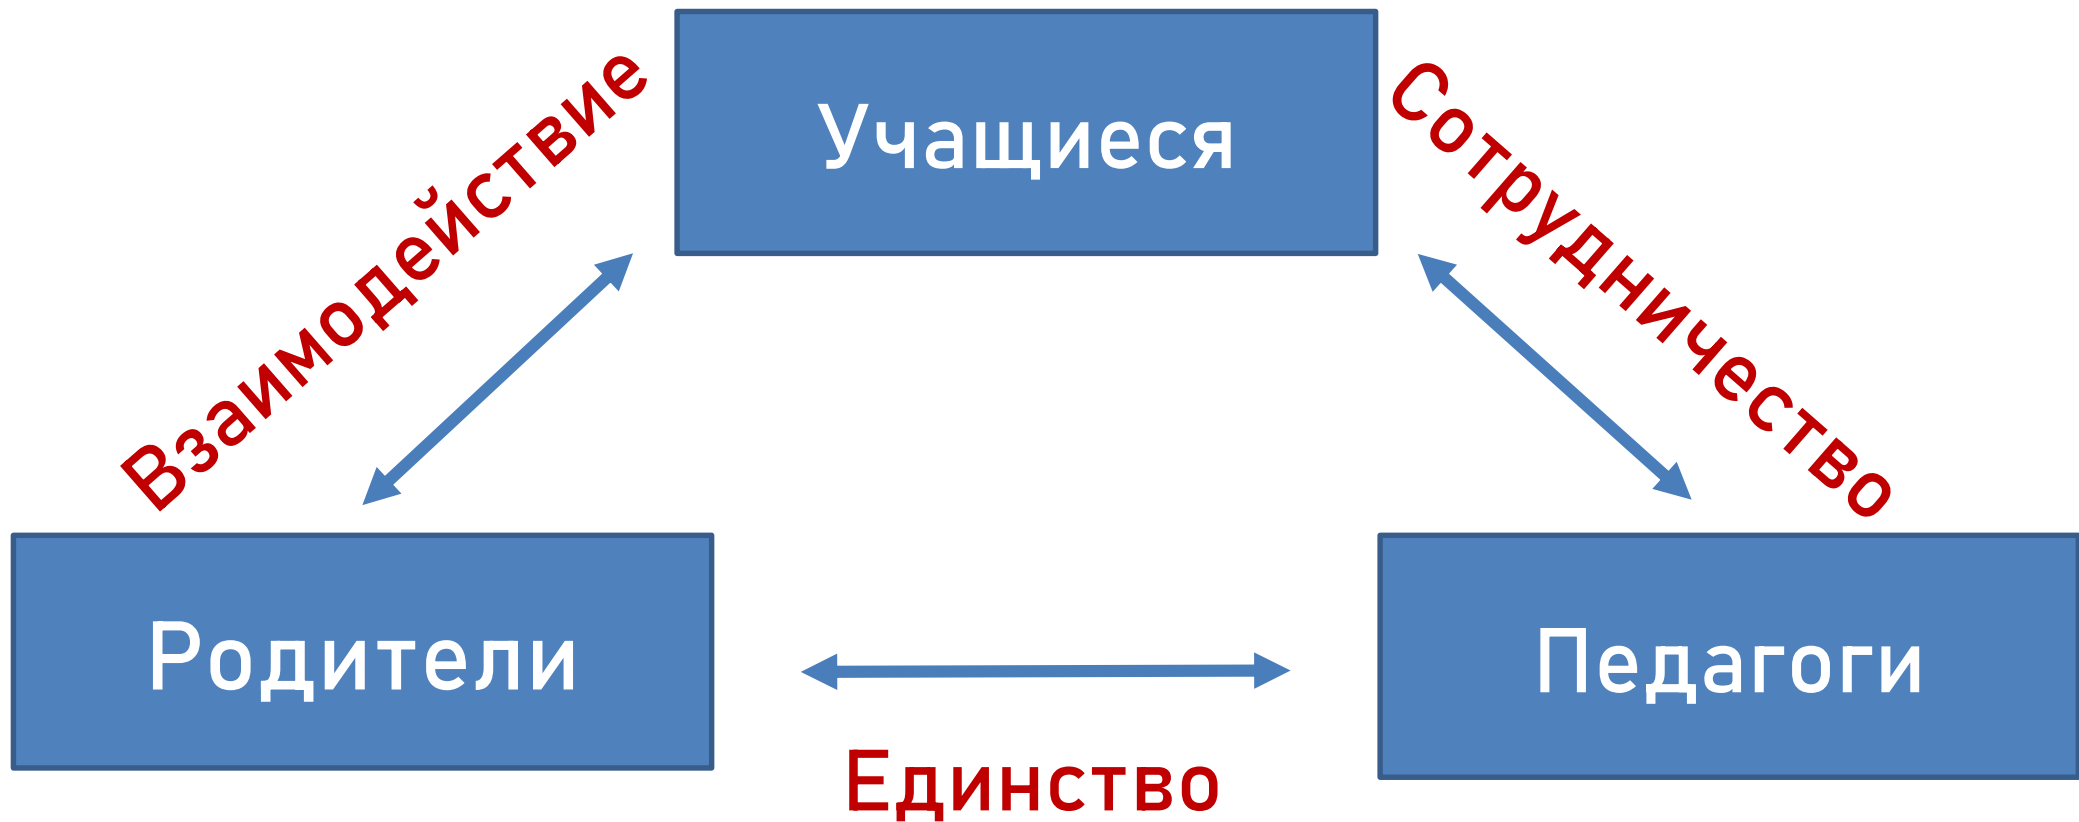 Учащиеся
Взаимодействие
Сотрудничество
Родители
Педагоги
Единство